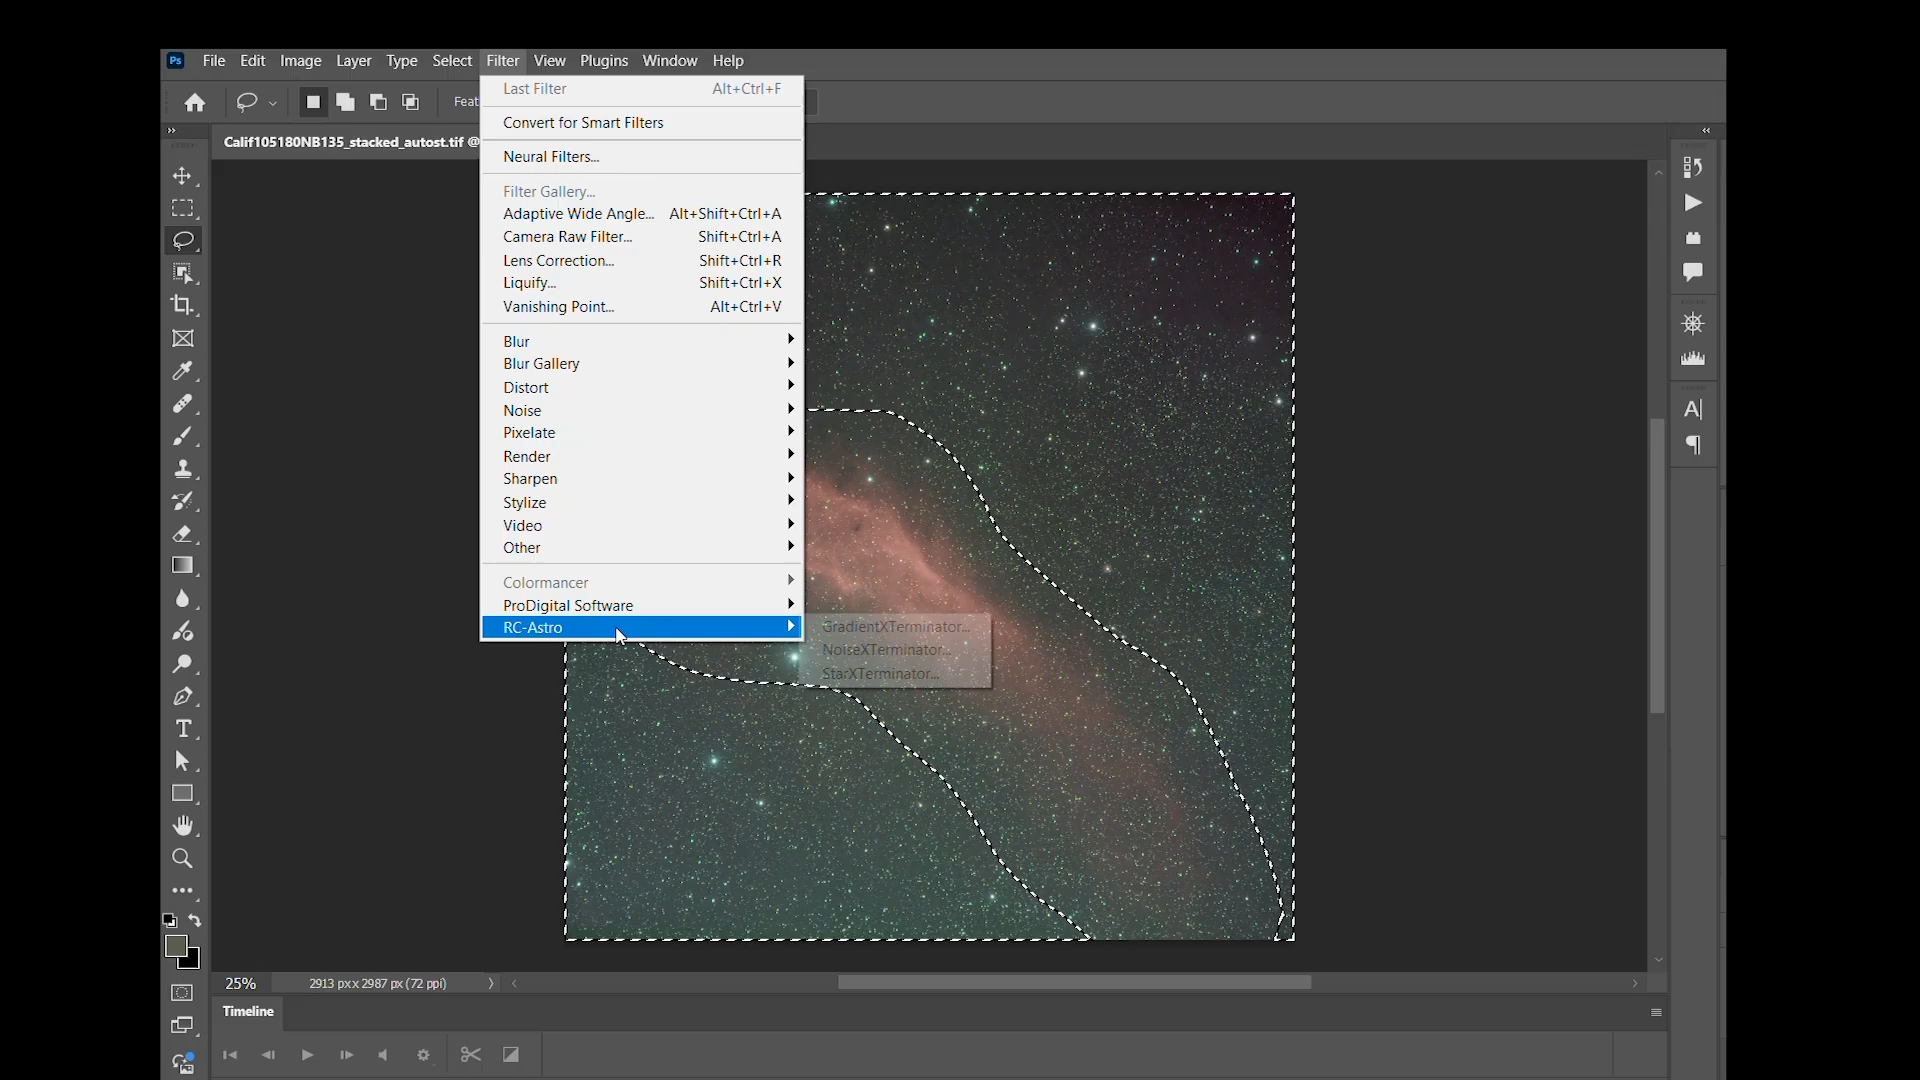 Ps File Edit Image Layer Type Select Filter View Plugins Window Help
Feat
Calif105180NB135_stacked_autost.tif @
Last Filter Alt+Ctrl+F
Convert for Smart Filters
Neural Filters...
Filter Gallery...
Adaptive Wide Angle... Alt+Shift+Ctrl+A
Camera Raw Filter... Shift+Ctrl+A
Lens Correction... Shift+Ctrl+R
Liquify... Shift+Ctrl+X
Vanishing Point... Alt+Ctrl+V
Blur
Blur Gallery
Distort
Noise
Pixelate
Render
Sharpen
Stylize
Video
Other
Colormancer
ProDigital Software
RC-Astro
GradientXTerminator...
NoiseXTerminator...
StarXTerminator...
25% 2913 px x 2987 px (72 ppi)
Timeline